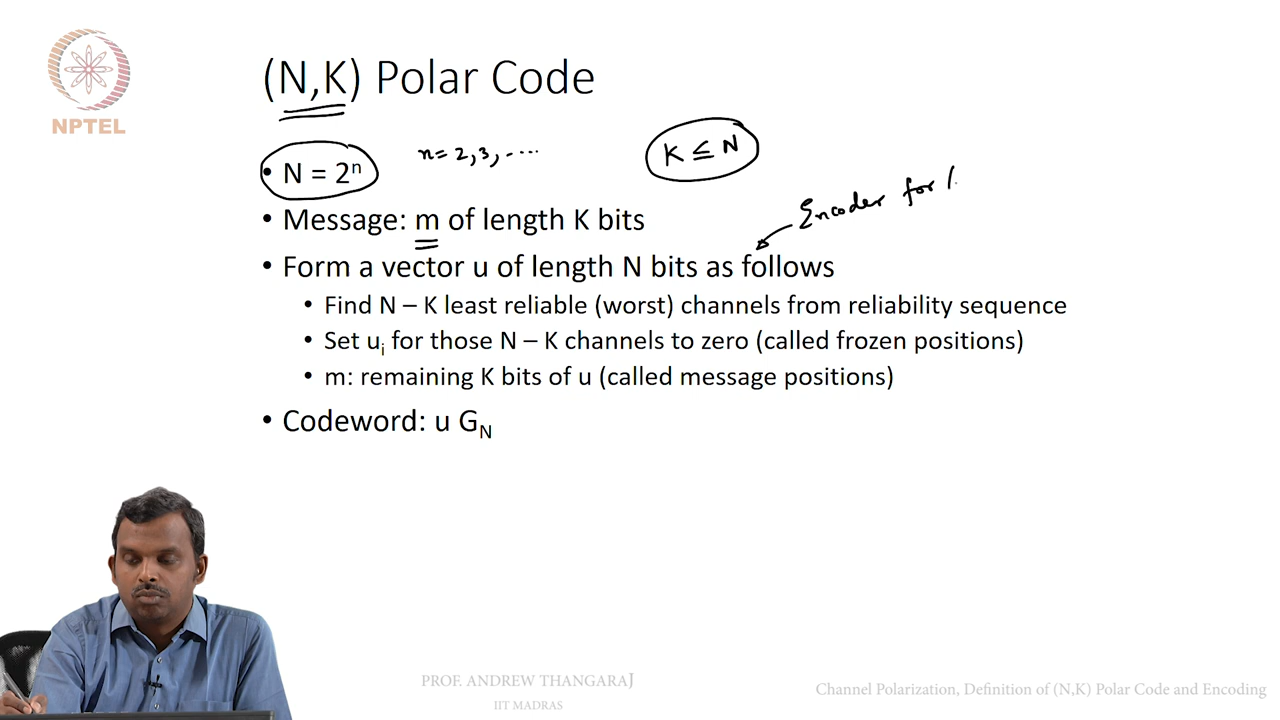 (N,K) Polar Code
NPTEL
• N = 2ⁿ n = 2, 3, ---- K ≤ N
• Message: m of length K bits
Encoder for
• Form a vector u of length N bits as follows
• Find N – K least reliable (worst) channels from reliability sequence
• Set uᵢ for those N – K channels to zero (called frozen positions)
• m: remaining K bits of u (called message positions)
• Codeword: u G_N
PROF. ANDREW THANGARAJ
IIT MADRAS
Channel Polarization, Definition of (N,K) Polar Code and Encoding